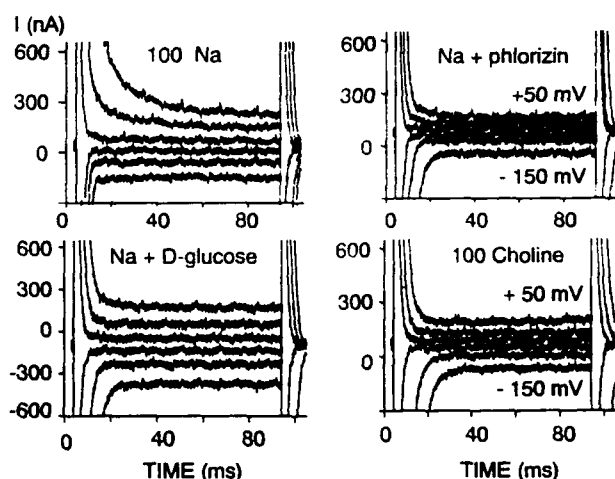 I (nA)
600
300
0
100 Na
0 40 80
600
300
0
Na + phlorizin
+50 mV
- 150 mV
0 40 80
600
300
0
-300
-600
Na + D-glucose
0 40 80
TIME (ms)
600
300
0
100 Choline
+ 50 mV
- 150 mV
0 40 80
TIME (ms)